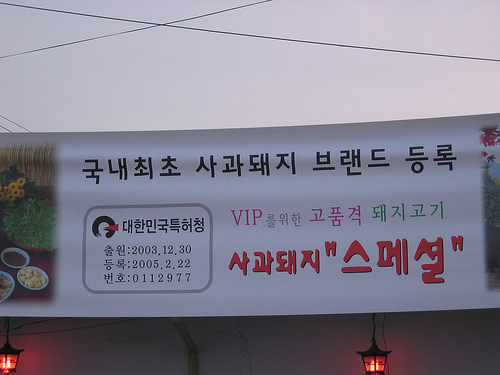 국내최초 사과돼지 브랜드 등록
대한민국특허청
출원:2003.12.30
등록:2005.2.22
번호:0112977
VIP를위한 고품격 돼지고기
사과돼지"스페셜"